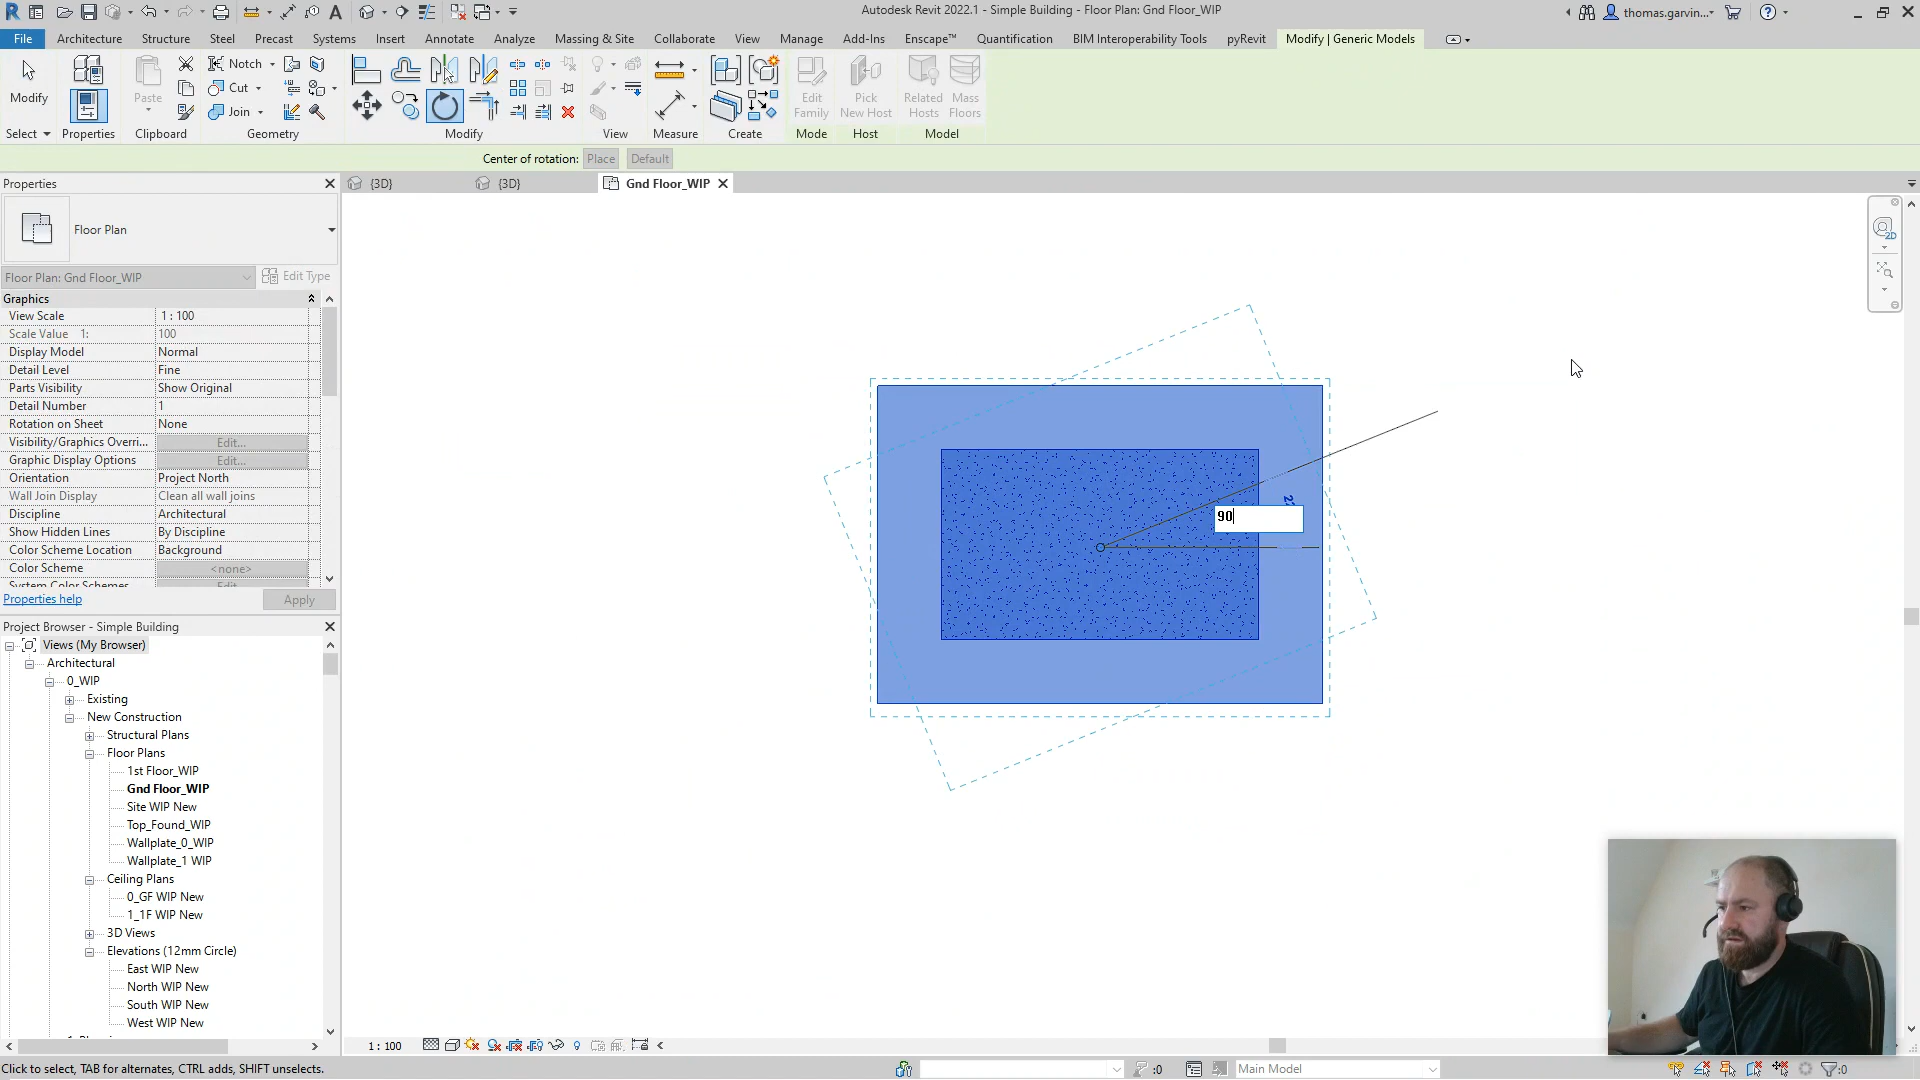 Autodesk Revit 2022.1 - Simple Building - Floor Plan: Gnd Floor_WIP
thomas.garvin...
File Architecture Structure Steel Precast Systems Insert Annotate Analyze Massing & Site Collaborate View Manage Add-Ins Enscape™ Quantification BIM Interoperability Tools pyRevit Modify | Generic Models
Modify
Paste
Notch
Cut
Join
Edit Family
Pick New Host
Related Hosts
Mass Floors
Select Properties Clipboard Geometry Modify View Measure Create Mode Host Model
Center of rotation: Place Default
Properties
{3D}
{3D}
Gnd Floor_WIP
Floor Plan
Floor Plan: Gnd Floor_WIP
Edit Type
Graphics
View Scale 1 : 100
Scale Value 1: 100
Display Model Normal
Detail Level Fine
Parts Visibility Show Original
Detail Number 1
Rotation on Sheet None
Visibility/Graphics Overri... Edit...
Graphic Display Options Edit...
Orientation Project North
Wall Join Display Clean all wall joins
Discipline Architectural
Show Hidden Lines By Discipline
Color Scheme Location Background
Color Scheme <none>
System Color Schemes Edit...
Properties help
Apply
90
2D
Project Browser - Simple Building
Views (My Browser)
Architectural
0_WIP
Existing
New Construction
Structural Plans
Floor Plans
1st Floor_WIP
Gnd Floor_WIP
Site WIP New
Top_Found_WIP
Wallplate_0_WIP
Wallplate_1 WIP
Ceiling Plans
0_GF WIP New
1_1F WIP New
3D Views
Elevations (12mm Circle)
East WIP New
North WIP New
South WIP New
West WIP New
1 : 100
Click to select, TAB for alternates, CTRL adds, SHIFT unselects.
:0
Main Model
:0